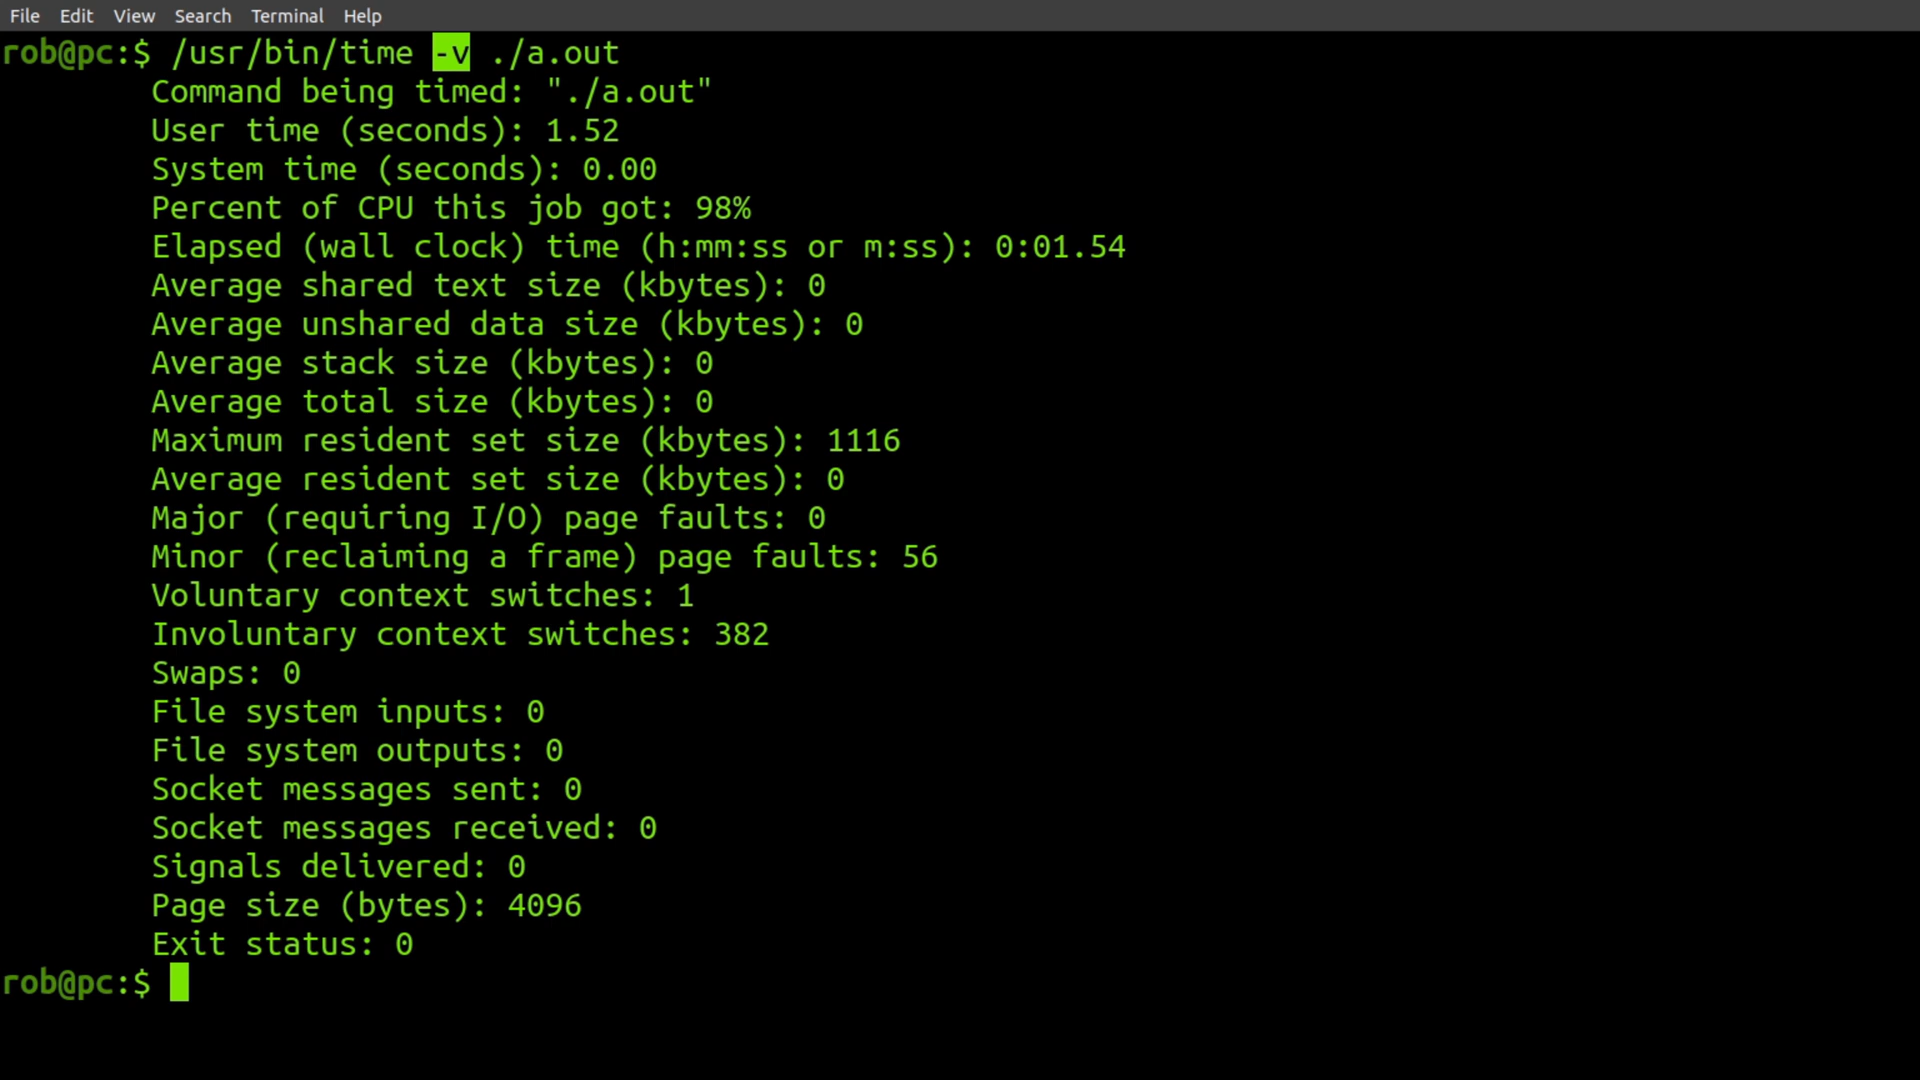 File Edit View Search Terminal Help
rob@pc:$ /usr/bin/time -v ./a.out
Command being timed: "./a.out"
User time (seconds): 1.52
System time (seconds): 0.00
Percent of CPU this job got: 98%
Elapsed (wall clock) time (h:mm:ss or m:ss): 0:01.54
Average shared text size (kbytes): 0
Average unshared data size (kbytes): 0
Average stack size (kbytes): 0
Average total size (kbytes): 0
Maximum resident set size (kbytes): 1116
Average resident set size (kbytes): 0
Major (requiring I/O) page faults: 0
Minor (reclaiming a frame) page faults: 56
Voluntary context switches: 1
Involuntary context switches: 382
Swaps: 0
File system inputs: 0
File system outputs: 0
Socket messages sent: 0
Socket messages received: 0
Signals delivered: 0
Page size (bytes): 4096
Exit status: 0
rob@pc:$